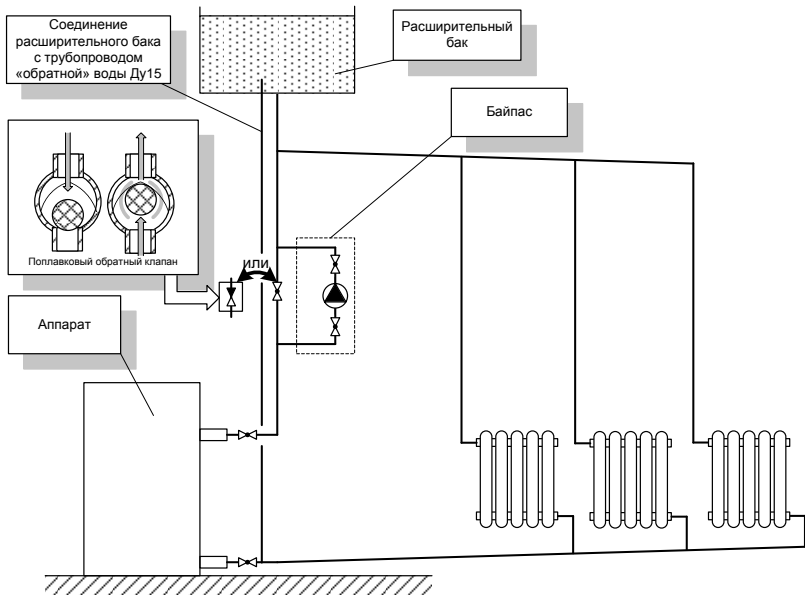 Соединение
расширительного бака
с трубопроводом
«обратной» воды Ду15
Расширительный
бак
Байпас
Поплавковый обратный клапан
или
Аппарат